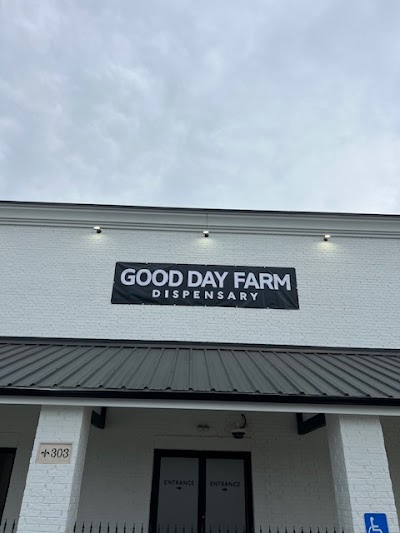 GOOD DAY FARM
DISPENSARY
303
ENTRANCE
ENTRANCE